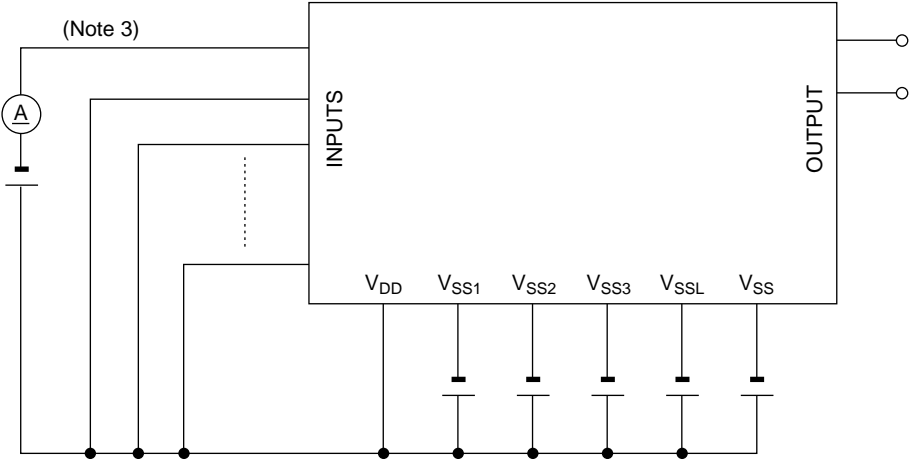 (Note 3)
A
INPUTS
OUTPUT
VDD VSS1 VSS2 VSS3 VSSL VSS